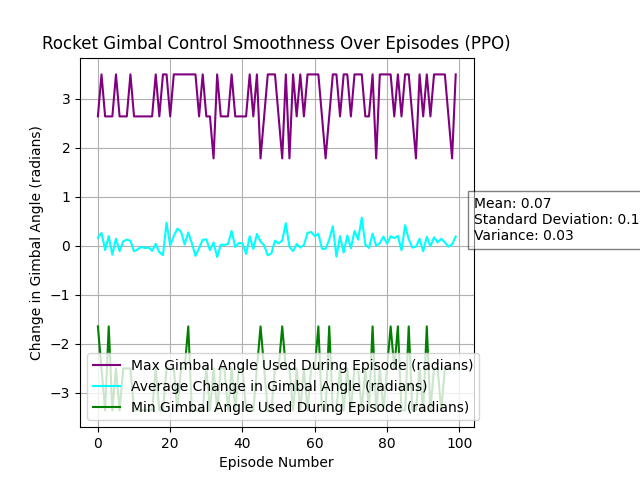 Rocket Gimbal Control Smoothness Over Episodes (PPO)
Change in Gimbal Angle (radians)
3
2
1
0
−1
−2
−3
Mean: 0.07
Standard Deviation: 0.1
Variance: 0.03
Max Gimbal Angle Used During Episode (radians)
Average Change in Gimbal Angle (radians)
Min Gimbal Angle Used During Episode (radians)
0 20 40 60 80 100
Episode Number